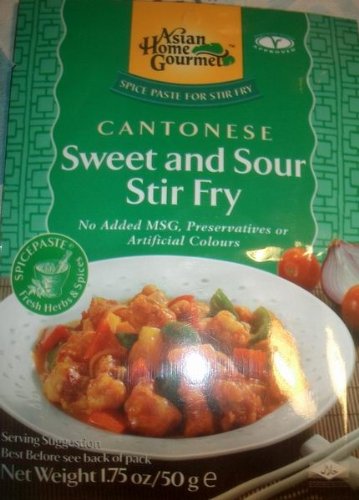 Asian
Home
Gourmet™
APPROVED
SPICE PASTE FOR STIR FRY
CANTONESE
Sweet and Sour
Stir Fry
No Added MSG, Preservatives or
Artificial Colours
SPICEPASTE®
Fresh Herbs & Spices
Serving Suggestion
Best Before see back of pack
Net Weight 1.75 oz/50 g e